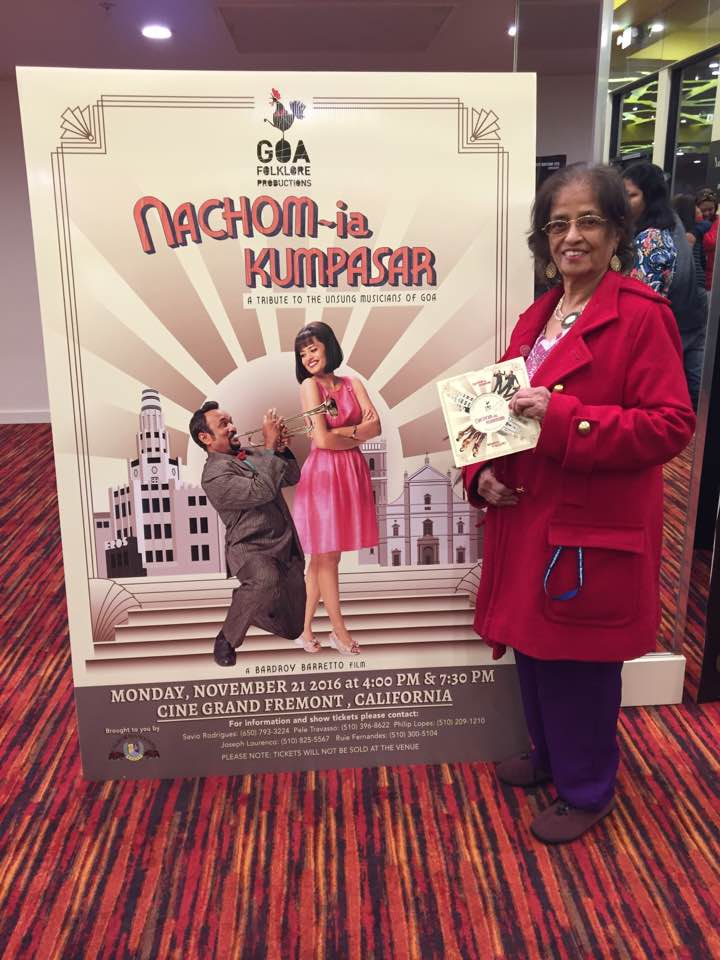 GOA
FOLKLORE
PRODUCTIONS
NACHOM~ia
KUMPASAR
A TRIBUTE TO THE UNSUNG MUSICIANS OF GOA
EROS
A BARDROY BARRETTO FILM
MONDAY, NOVEMBER 21 2016 at 4:00 PM & 7:30 PM
CINE GRAND FREMONT , CALIFORNIA
For information and show tickets please contact:
Savio Rodrigues: (650) 793-3224 Pele Travasso: (510) 396-8622 Philip Lopes: (510) 209-1210
Joseph Lourenco: (510) 825-5567 Ruie Fernandes: (510) 300-5104
PLEASE NOTE: TICKETS WILL NOT BE SOLD AT THE VENUE
Brought to you by
NACHOM-ia
KUMPASAR